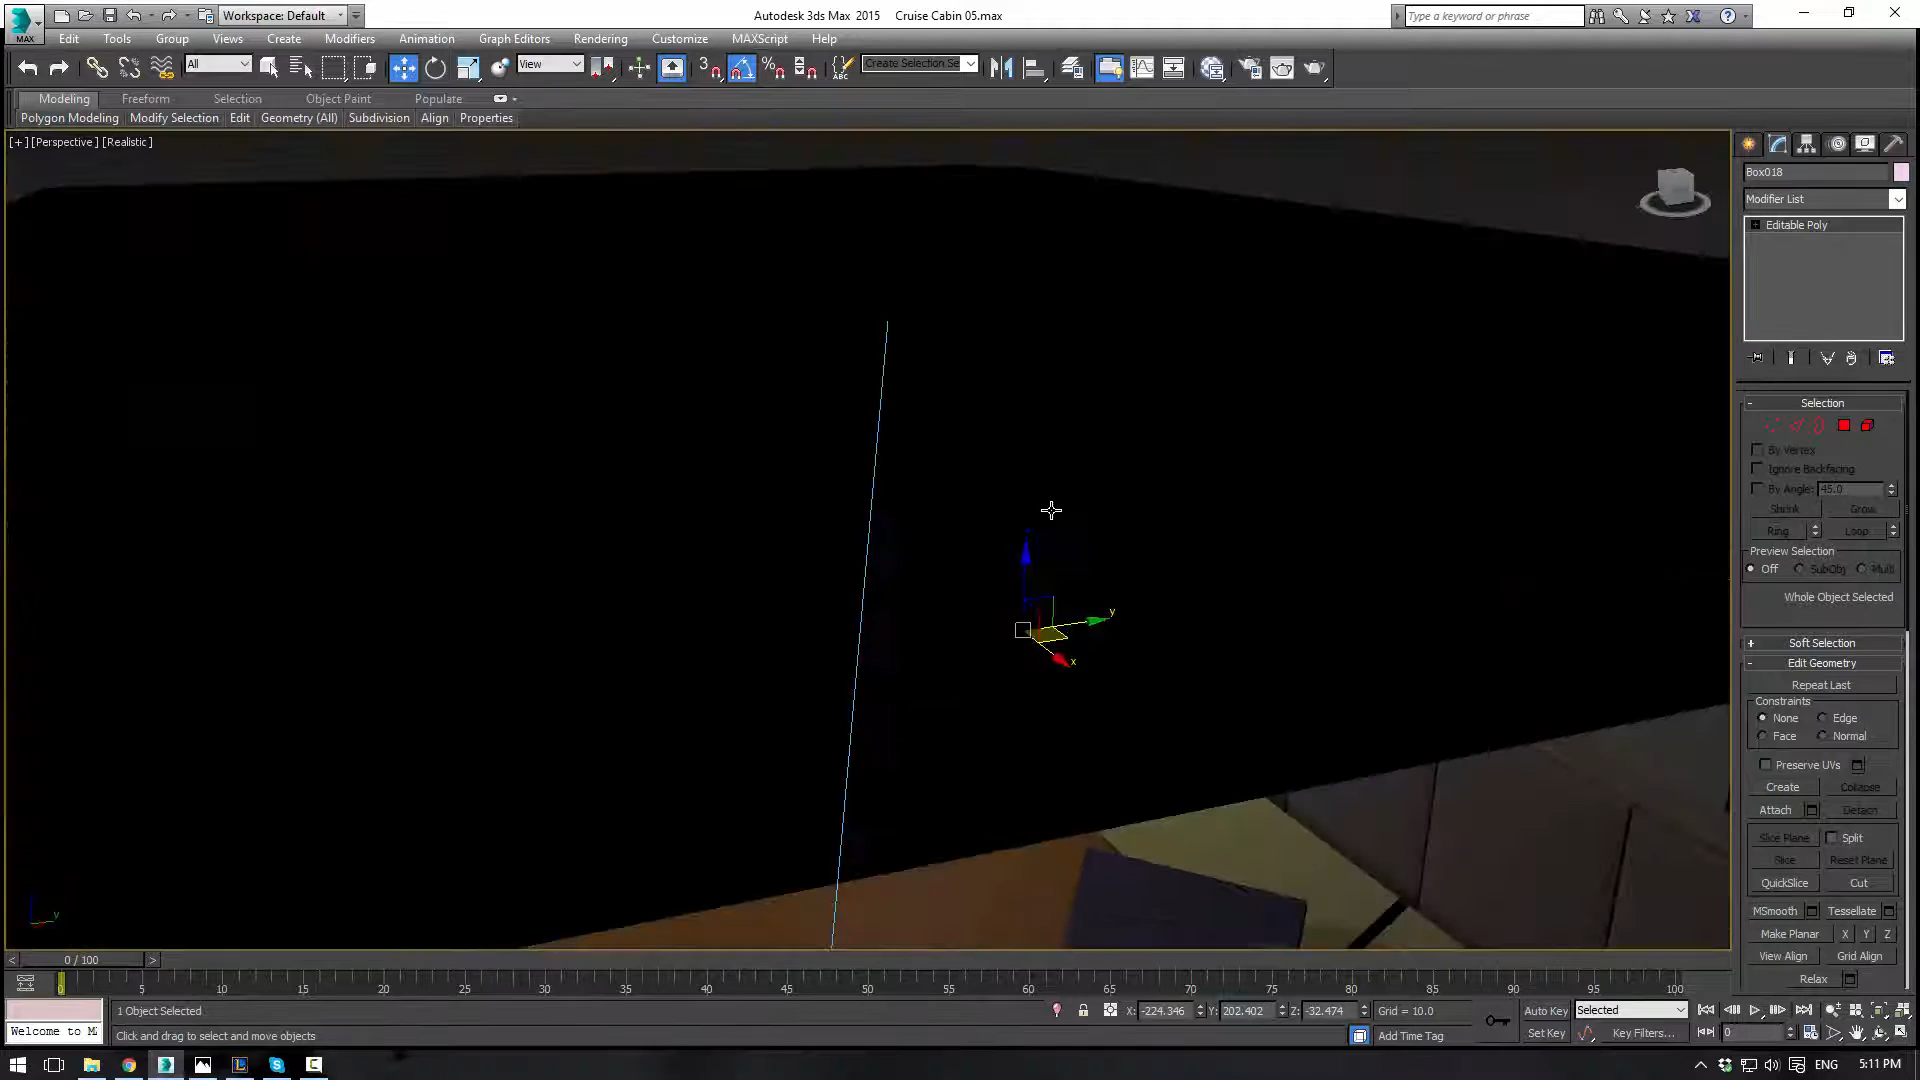 Workspace: Default
Autodesk 3ds Max 2015
Cruise Cabin 05.max
Type a keyword or phrase
MAX
Edit
Tools
Group
Views
Create
Modifiers
Animation
Graph Editors
Rendering
Customize
MAXScript
Help
All
View
3
%
ABC
Create Selection Se
Modeling
Freeform
Selection
Object Paint
Populate
Polygon Modeling
Modify Selection
Edit
Geometry (All)
Subdivision
Align
Properties
[+] [Perspective ] [Realistic ]
Box018
Modifier List
Editable Poly
Selection
By Vertex
Ignore Backfacing
By Angle: 45.0
Shrink
Grow
Ring
Loop
Preview Selection
Off
SubObj
Multi
Whole Object Selected
Soft Selection
Edit Geometry
Repeat Last
Constraints
None
Edge
Face
Normal
Preserve UVs
Create
Collapse
Attach
Detach
Slice Plane
Split
Slice
Reset Plane
QuickSlice
Cut
MSmooth
Tessellate
Make Planar
X
Y
Z
View Align
Grid Align
Relax
y
x
y
0 / 100
5
10
15
20
25
30
35
40
45
50
55
60
65
70
75
80
85
90
95
100
1 Object Selected
X: -224.346
Y: 202.402
Z: -32.474
Grid = 10.0
Auto Key
Selected
Welcome to M
Click and drag to select and move objects
Add Time Tag
Set Key
Key Filters...
0
ENG
5:11 PM